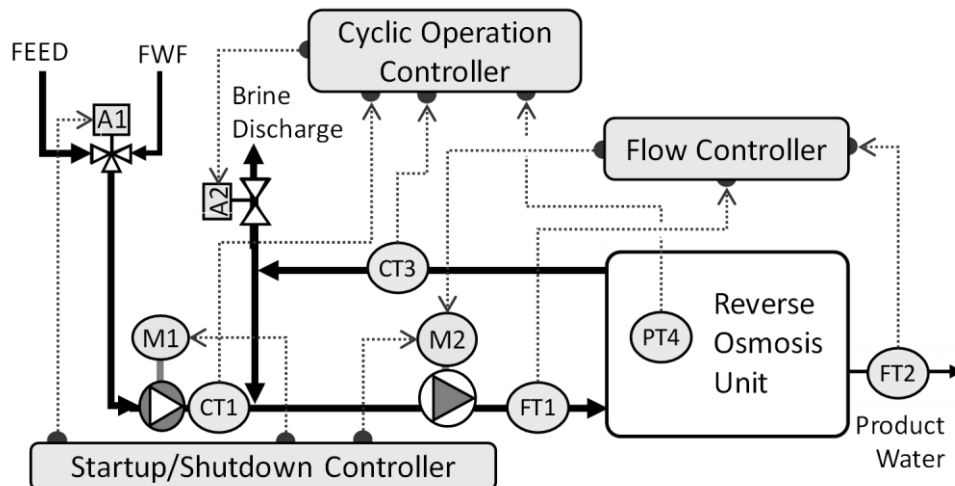 Cyclic Operation
Controller
FEED
FWF
Brine
Discharge
A1
A2
Flow Controller
CT3
Reverse
Osmosis
Unit
M1
M2
PT4
CT1
FT1
FT2
Product
Water
Startup/Shutdown Controller